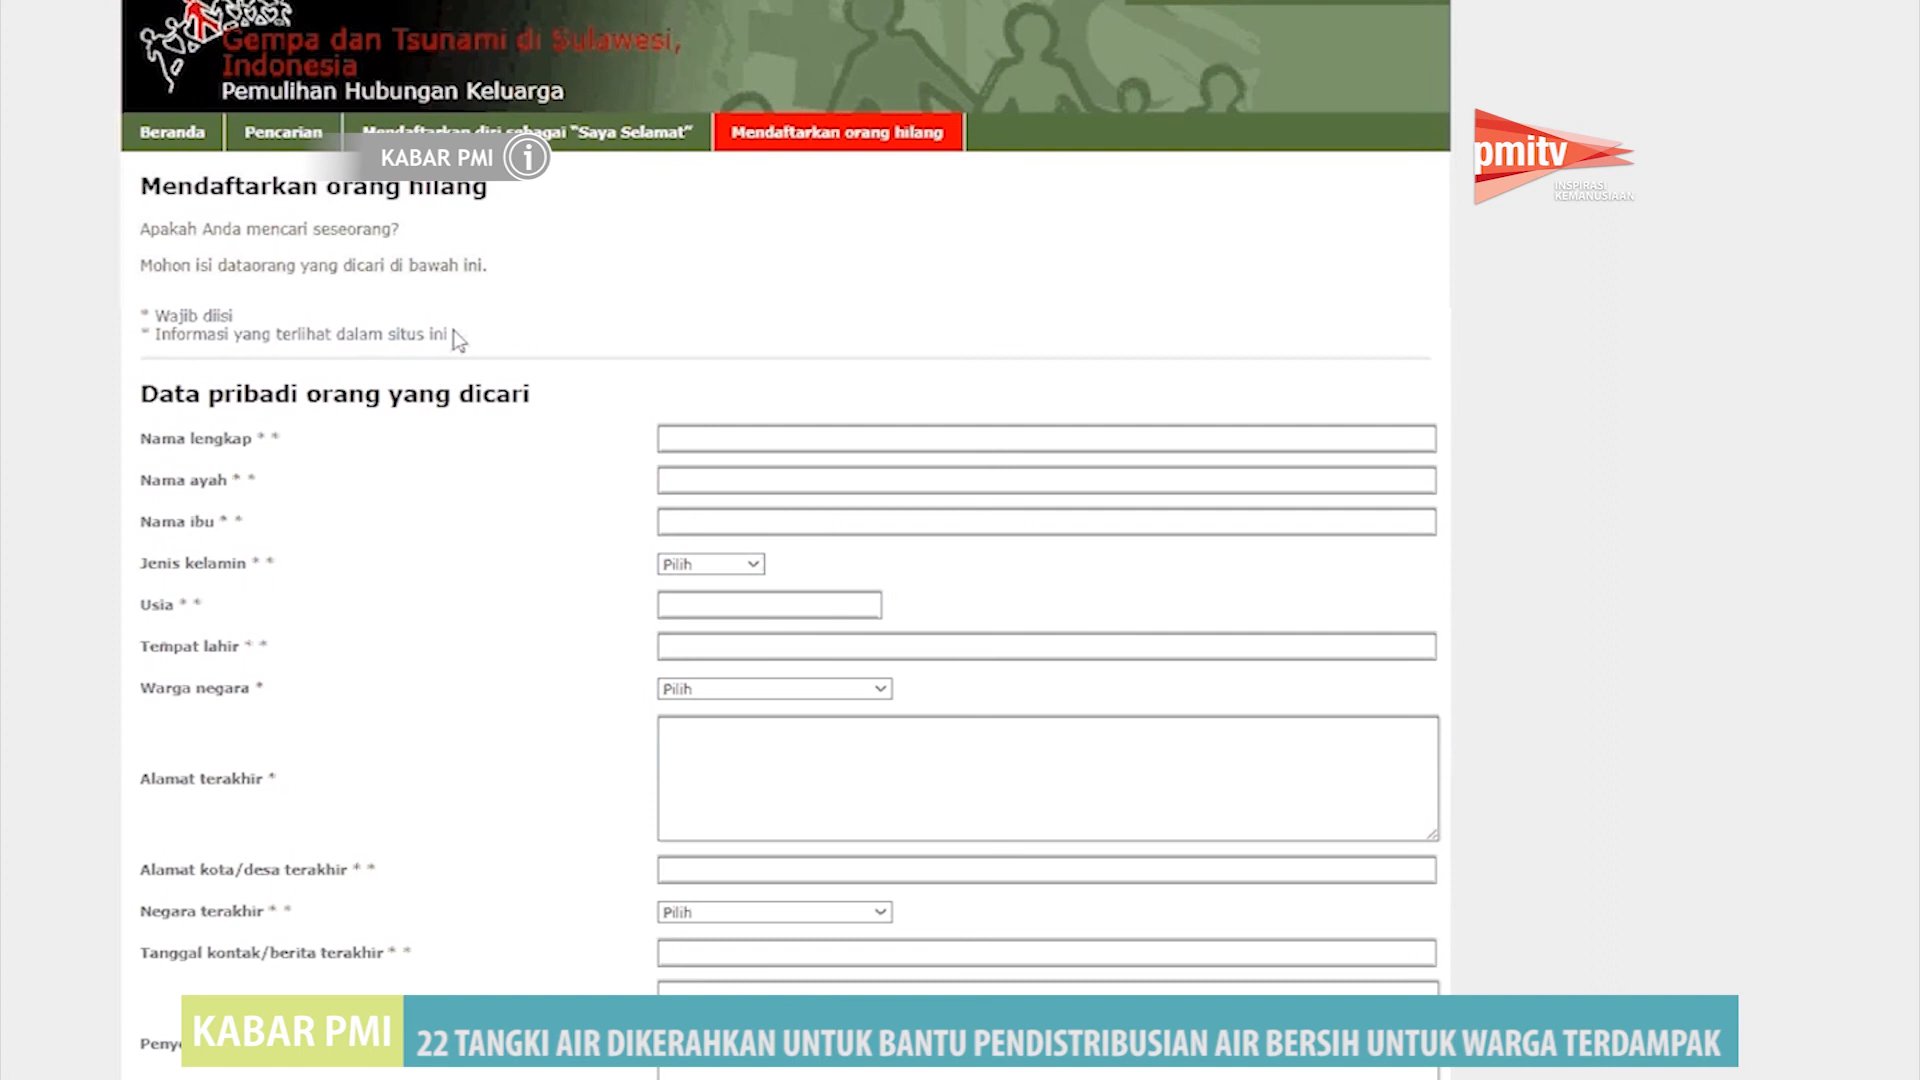 Gempa dan Tsunami di Sulawesi,
Indonesia
Pemulihan Hubungan Keluarga
Beranda
Pencarian
Mendaftarkan diri sebagai "Saya Selamat"
Mendaftarkan orang hilang
KABAR PMI
i
pmitv
INSPIRASI
KEMANUSIAAN
Mendaftarkan orang hilang
Apakah Anda mencari seseorang?
Mohon isi dataorang yang dicari di bawah ini.
* Wajib diisi
* Informasi yang terlihat dalam situs ini
Data pribadi orang yang dicari
Nama lengkap * *
Nama ayah * *
Nama ibu * *
Jenis kelamin * *
Pilih
Usia * *
Tempat lahir * *
Warga negara *
Pilih
Alamat terakhir *
Alamat kota/desa terakhir * *
Negara terakhir * *
Pilih
Tanggal kontak/berita terakhir * *
KABAR PMI
22 TANGKI AIR DIKERAHKAN UNTUK BANTU PENDISTRIBUSIAN AIR BERSIH UNTUK WARGA TERDAMPAK